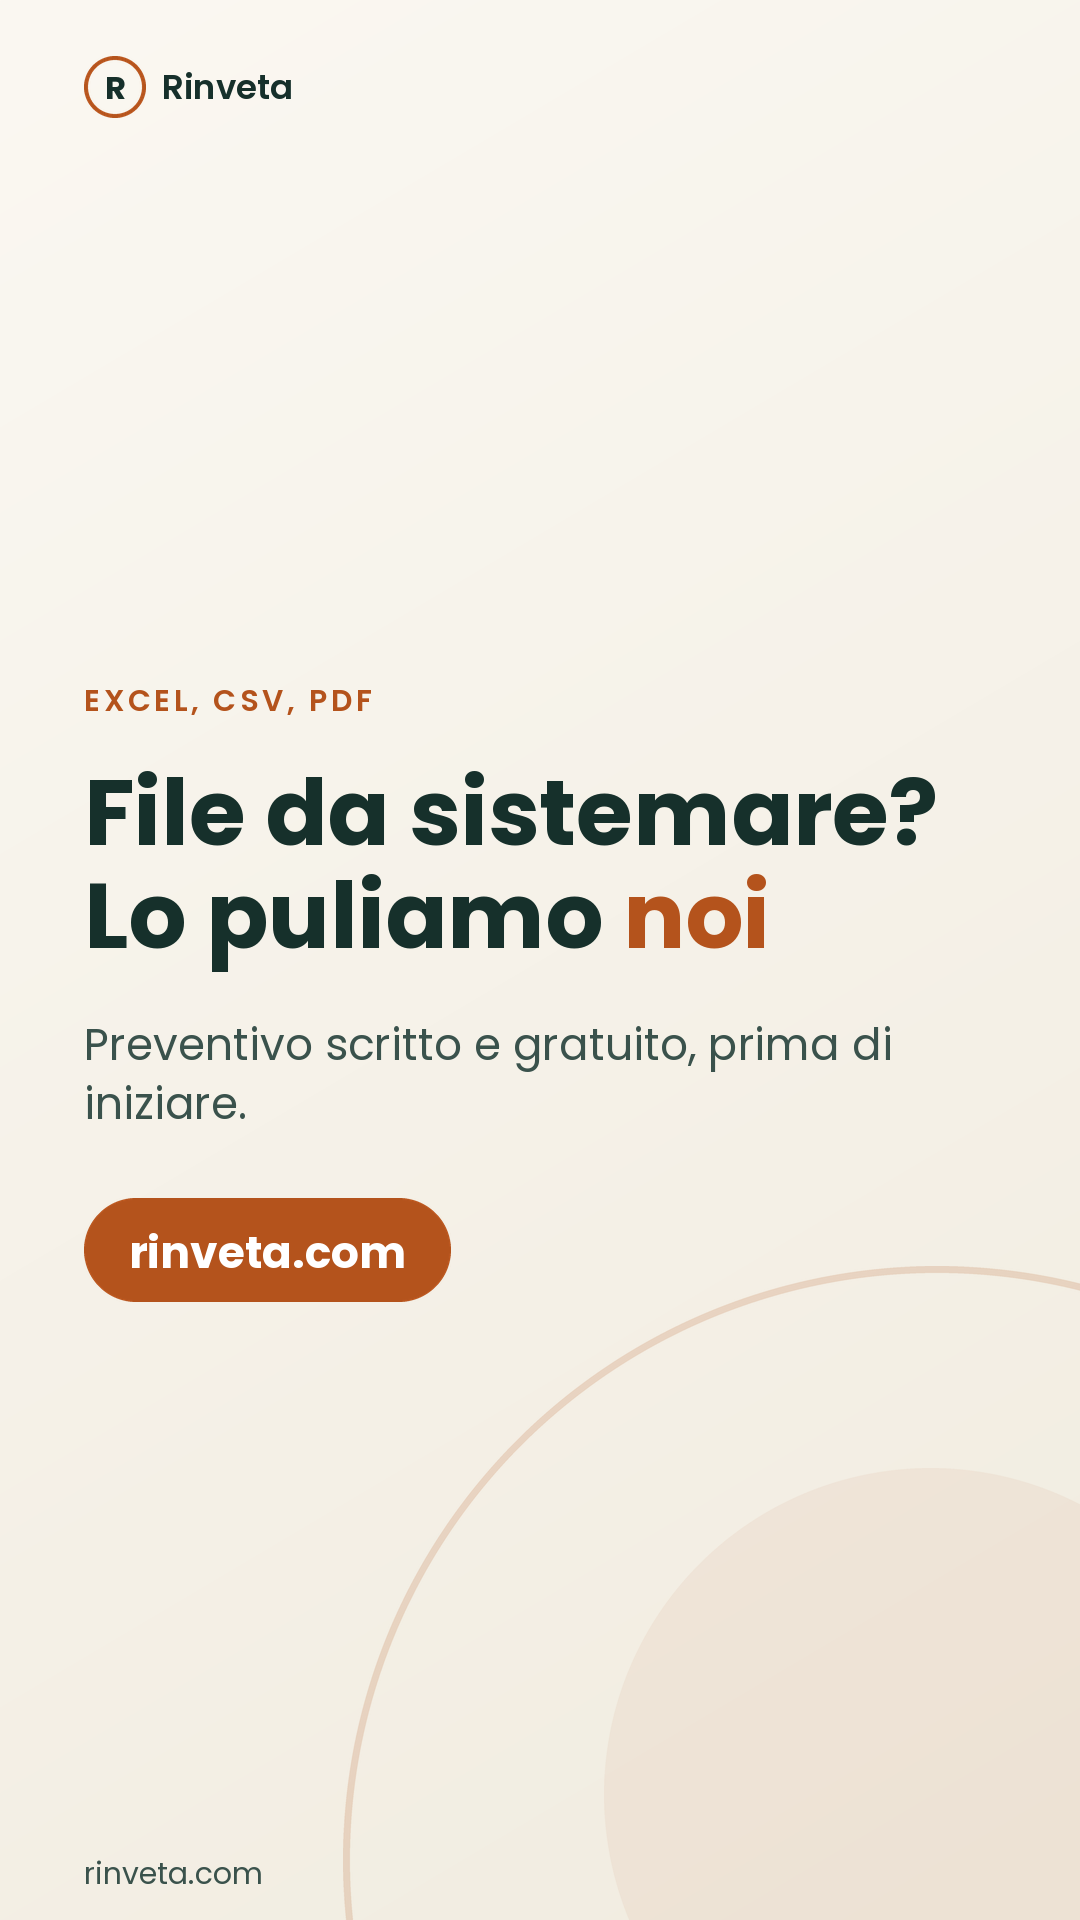 R Rinveta
EXCEL, CSV, PDF
File da sistemare?
Lo puliamo noi
Preventivo scritto e gratuito, prima di
iniziare.
rinveta.com
rinveta.com